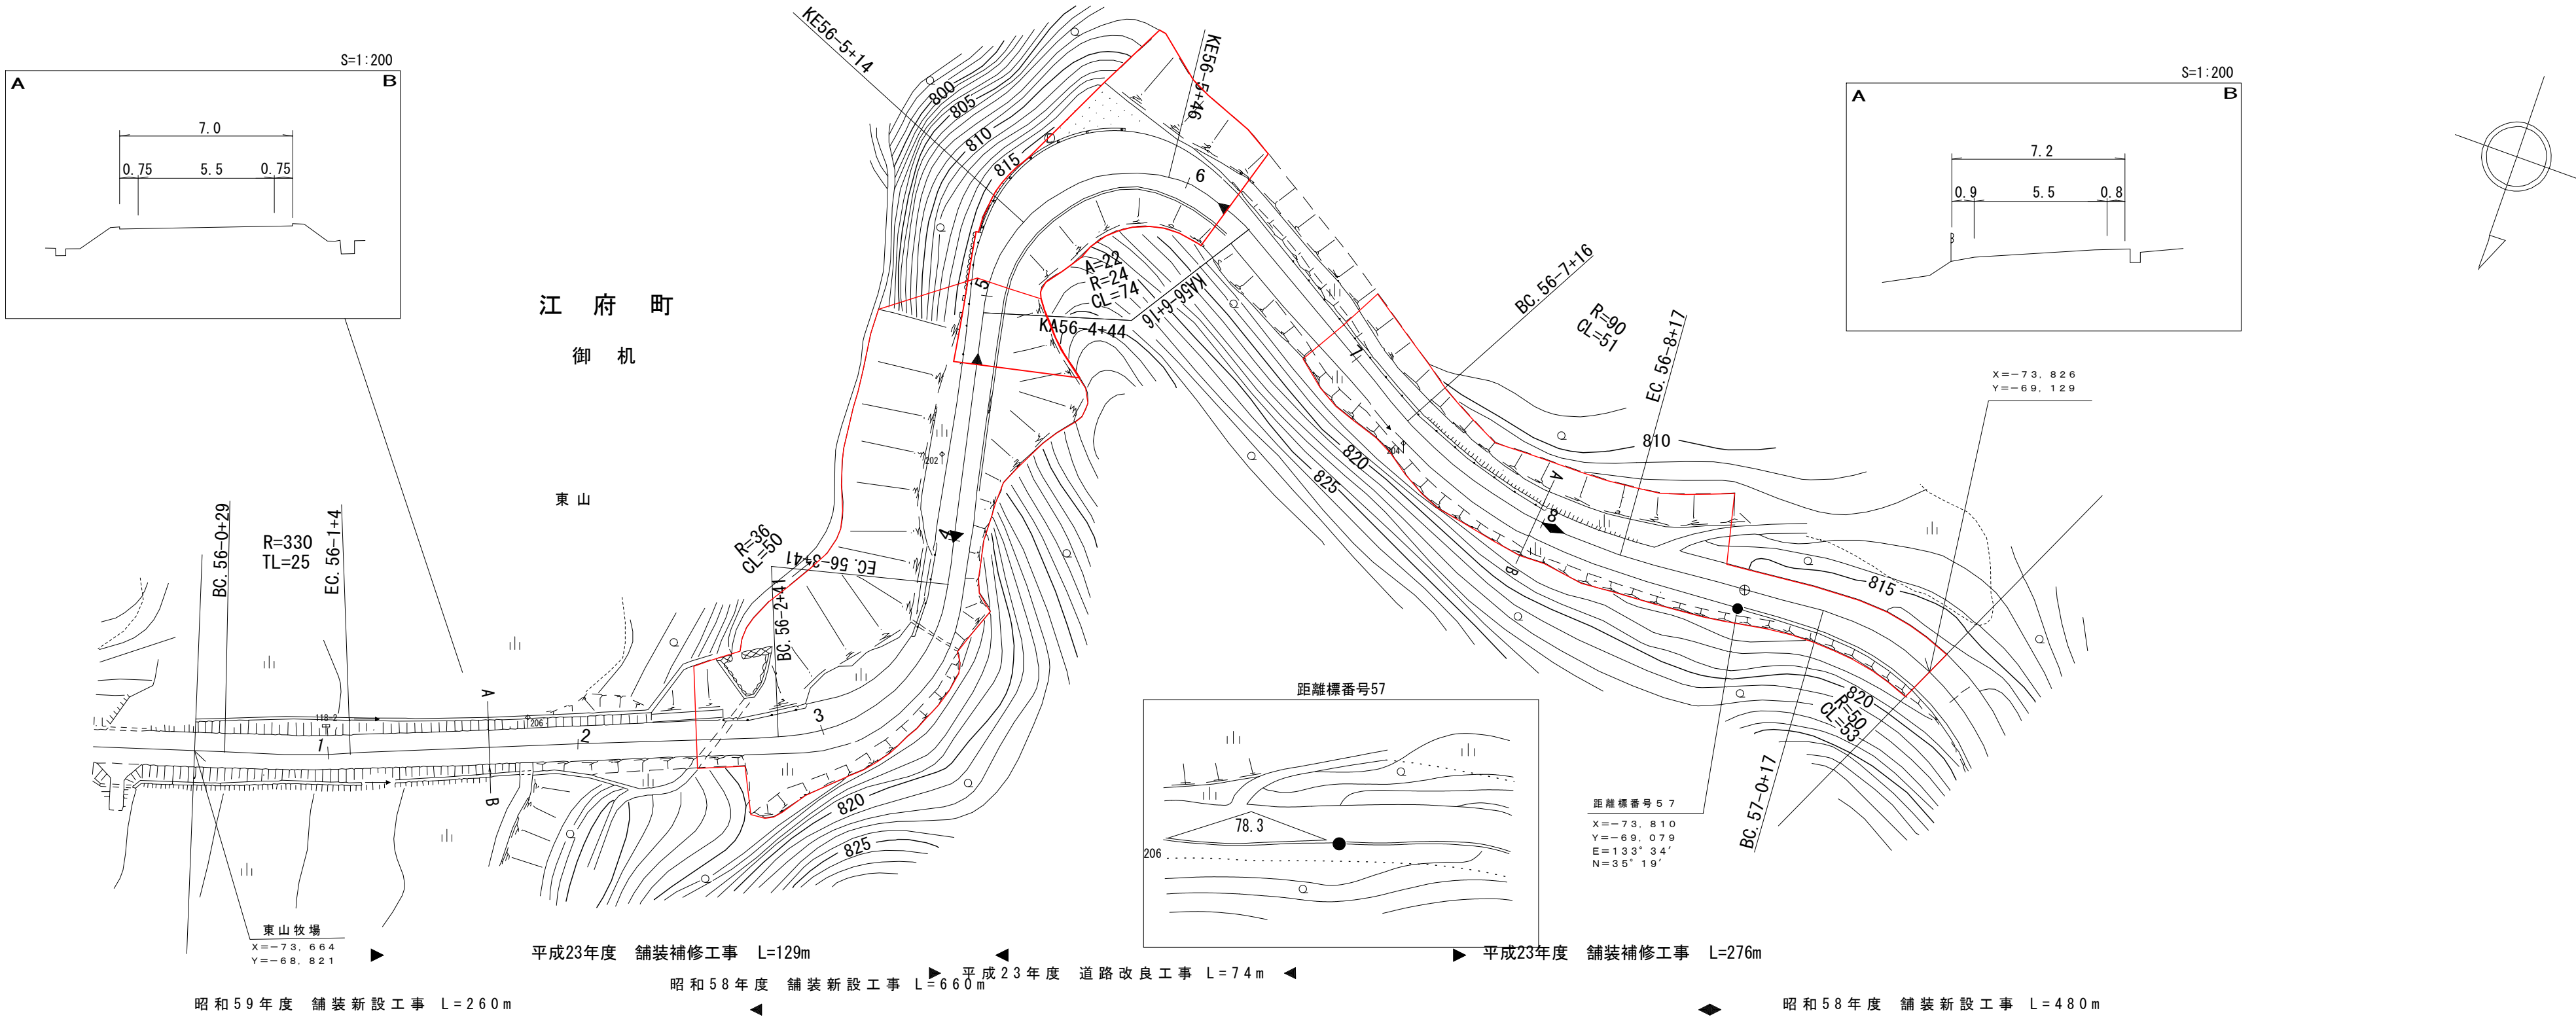 S=1:200
A
B
7.0
0.75
5.5
0.75
江府町
御机
東山
KE56-5+14
KE56-5+46
800
805
810
815
6
5
A=22
R=24
CL=74
KA56-4+44
KA56-6+16
BC.56-7+16
R=90
CL=51
EC.56-8+17
7
810
204
820
825
A
8
B
815
S=1:200
A
B
7.2
0.9
5.5
0.8
X=-73,826
Y=-69,129
BC.56-0+29
R=330
TL=25
EC.56-1+4
R=36
CL=50
EC.56-3+41
BC.56-2+41
202
4
A
118-2
206
1
2
3
B
820
825
820
R=50
CL=53
BC.57-0+17
距離標番号57
78.3
206
距離標番号57
X=-73,810
Y=-69,079
E=133°34′
N=35°19′
東山牧場
X=-73,664
Y=-68,821
平成23年度 舗装補修工事 L=129m
平成23年度 舗装補修工事 L=276m
平成23年度 道路改良工事 L=74m
昭和58年度 舗装新設工事 L=660m
昭和59年度 舗装新設工事 L=260m
昭和58年度 舗装新設工事 L=480m